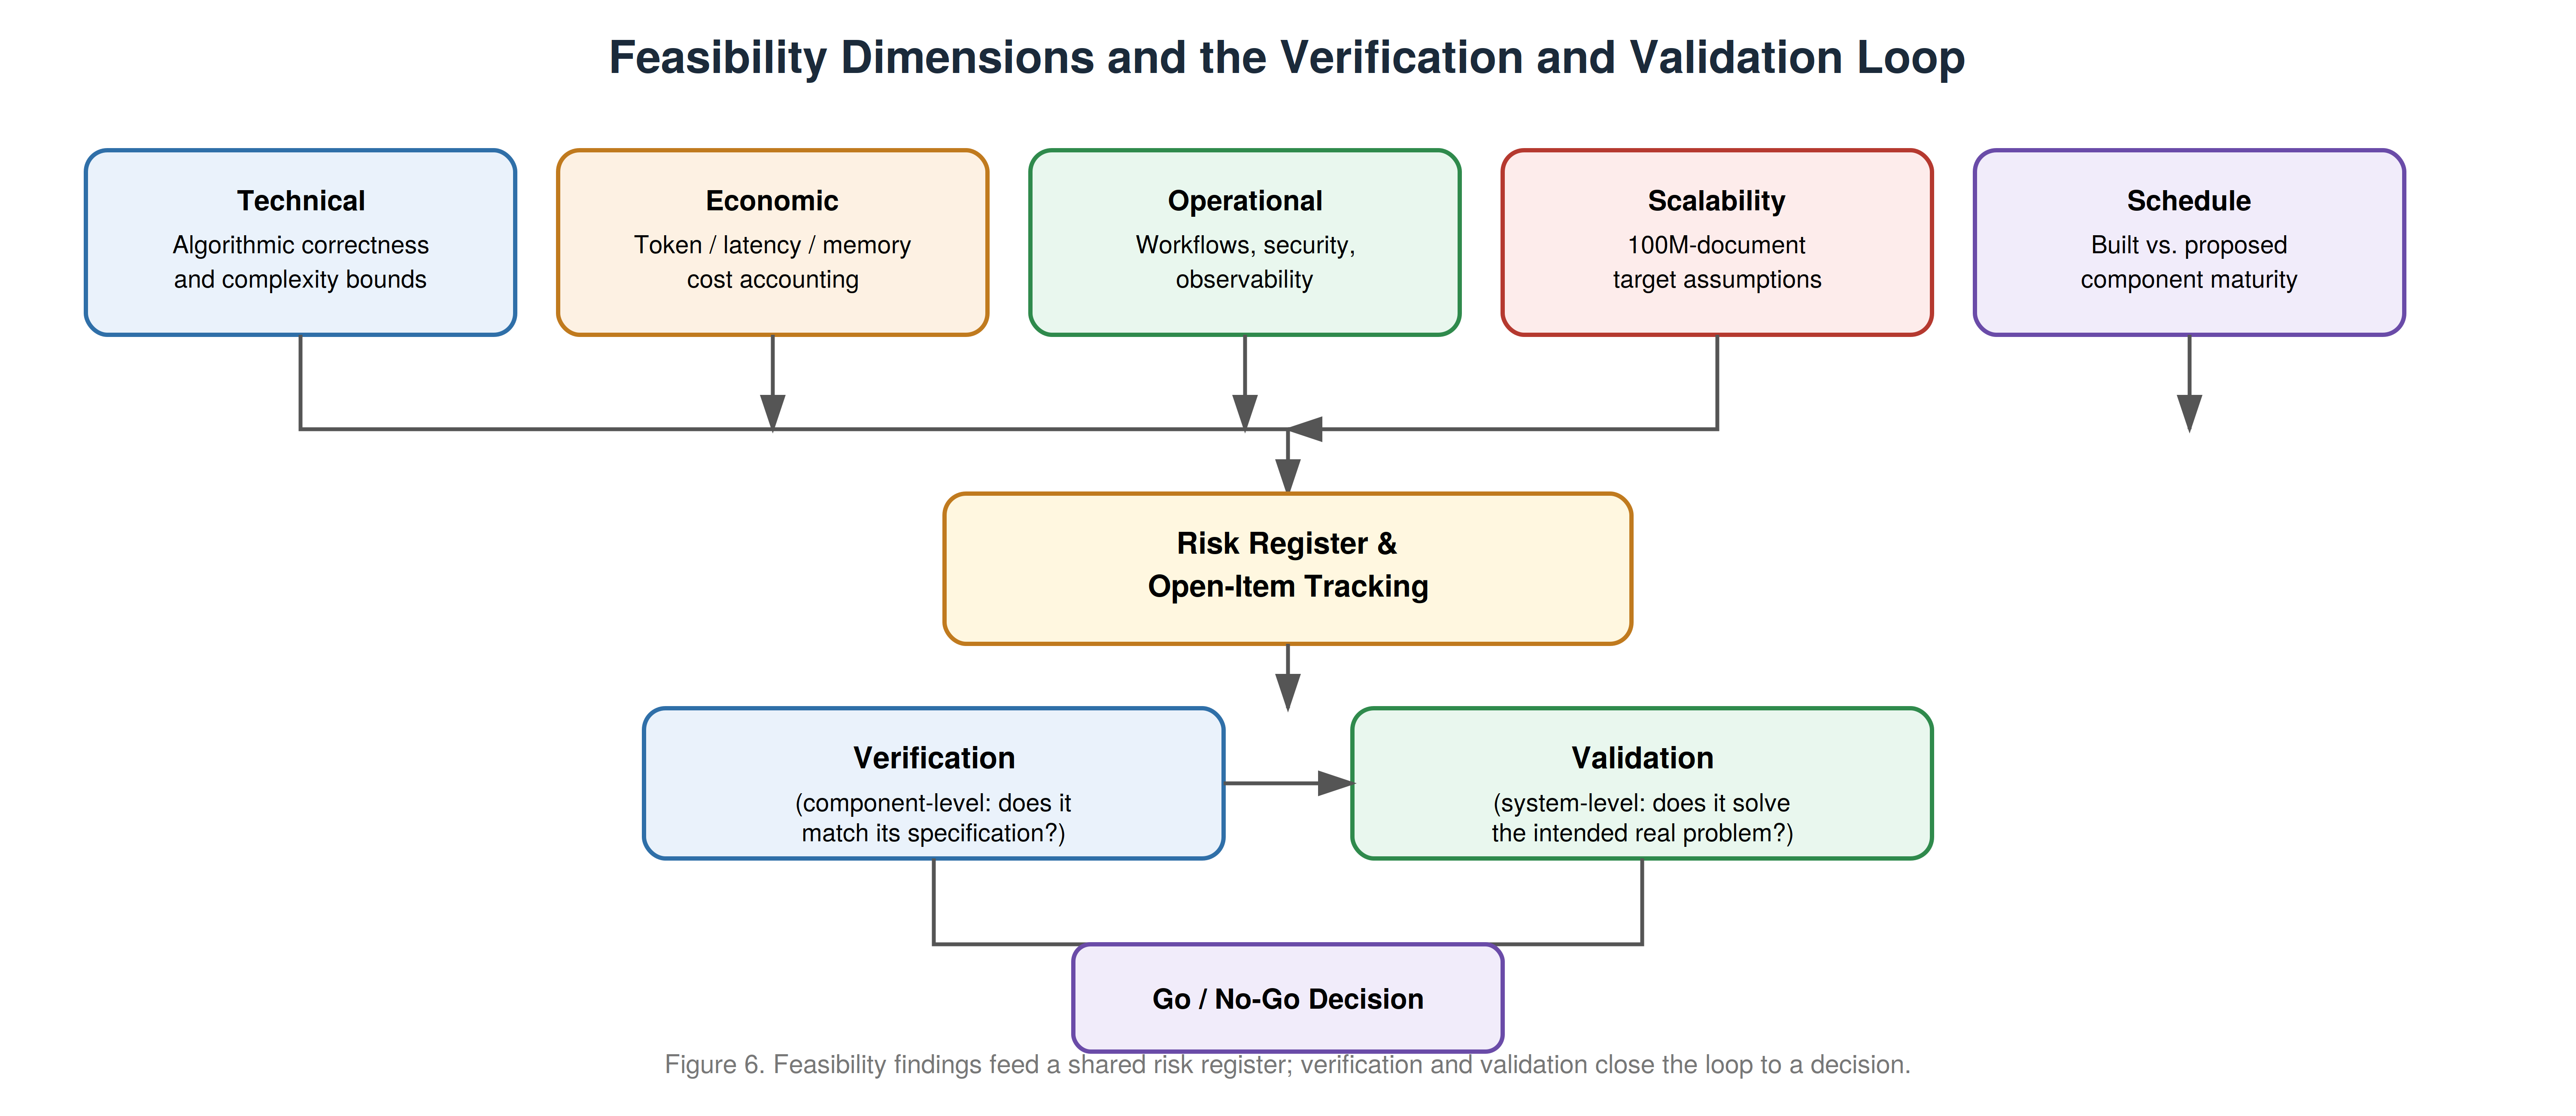 Feasibility Dimensions and the Verification and Validation Loop
Technical
Algorithmic correctness
and complexity bounds
Economic
Token / latency / memory
cost accounting
Operational
Workflows, security,
observability
Scalability
100M-document
target assumptions
Schedule
Built vs. proposed
component maturity
Risk Register &
Open-Item Tracking
Verification
(component-level: does it
match its specification?)
Validation
(system-level: does it solve
the intended real problem?)
Go / No-Go Decision
Figure 6. Feasibility findings feed a shared risk register; verification and validation close the loop to a decision.